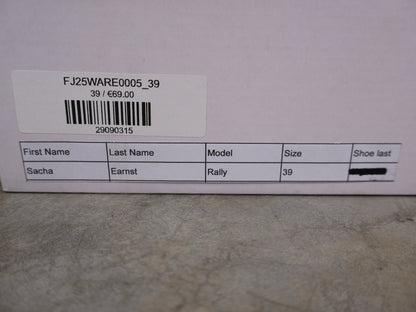 FJ25WARE0005_39
39 / €69.00
29090315
First Name Last Name Model Size Shoe last
Sacha Earnst Rally 39